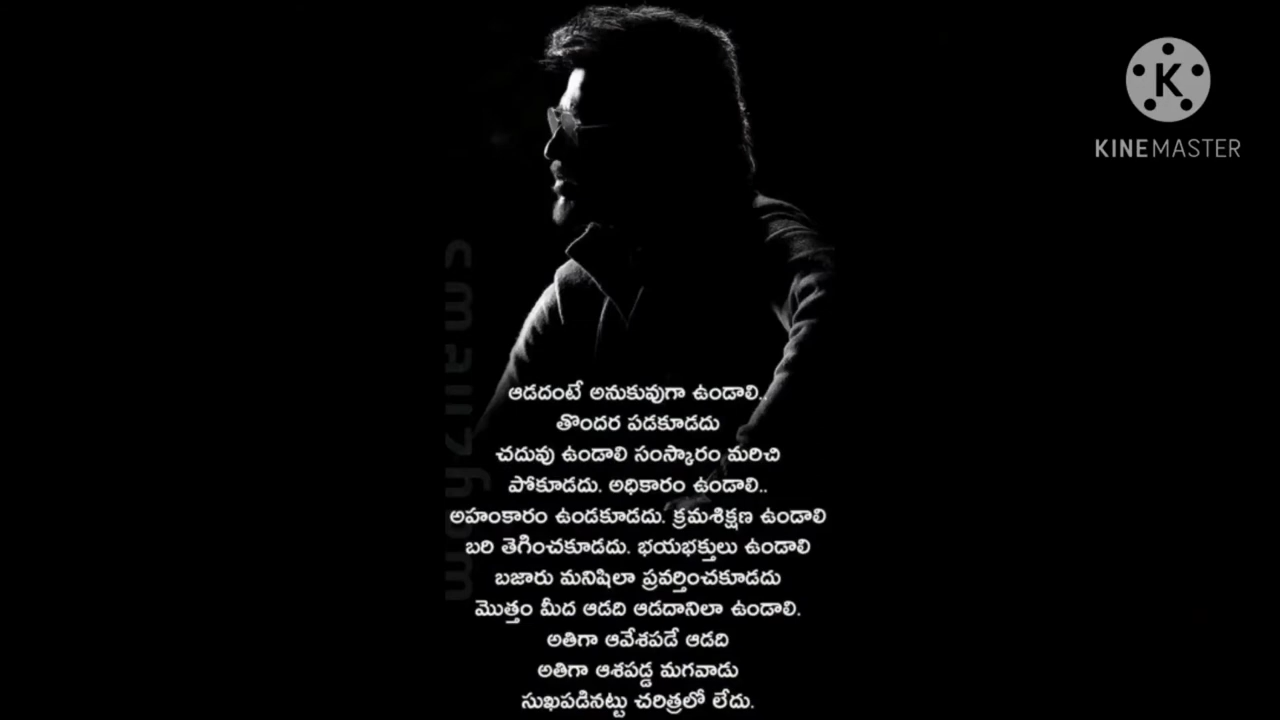 KINEMASTER
ఆడదంటే అనుకువుగా ఉండాలి..
తొందర పడకూడదు
చదువు ఉండాలి సంస్కారం మరిచి
పోకూడదు. అధికారం ఉండాలి..
అహంకారం ఉండకూడదు. క్రమశిక్షణ ఉండాలి
బరి తెగించకూడదు. భయభక్తులు ఉండాలి
బజారు మనిషిలా ప్రవర్తించకూడదు
మొత్తం మీద ఆడది ఆడదానిలా ఉండాలి.
అతిగా ఆవేశపడే ఆడది
అతిగా ఆశపడ్డ మగవాడు
సుఖపడినట్టు చరిత్రలో లేదు.